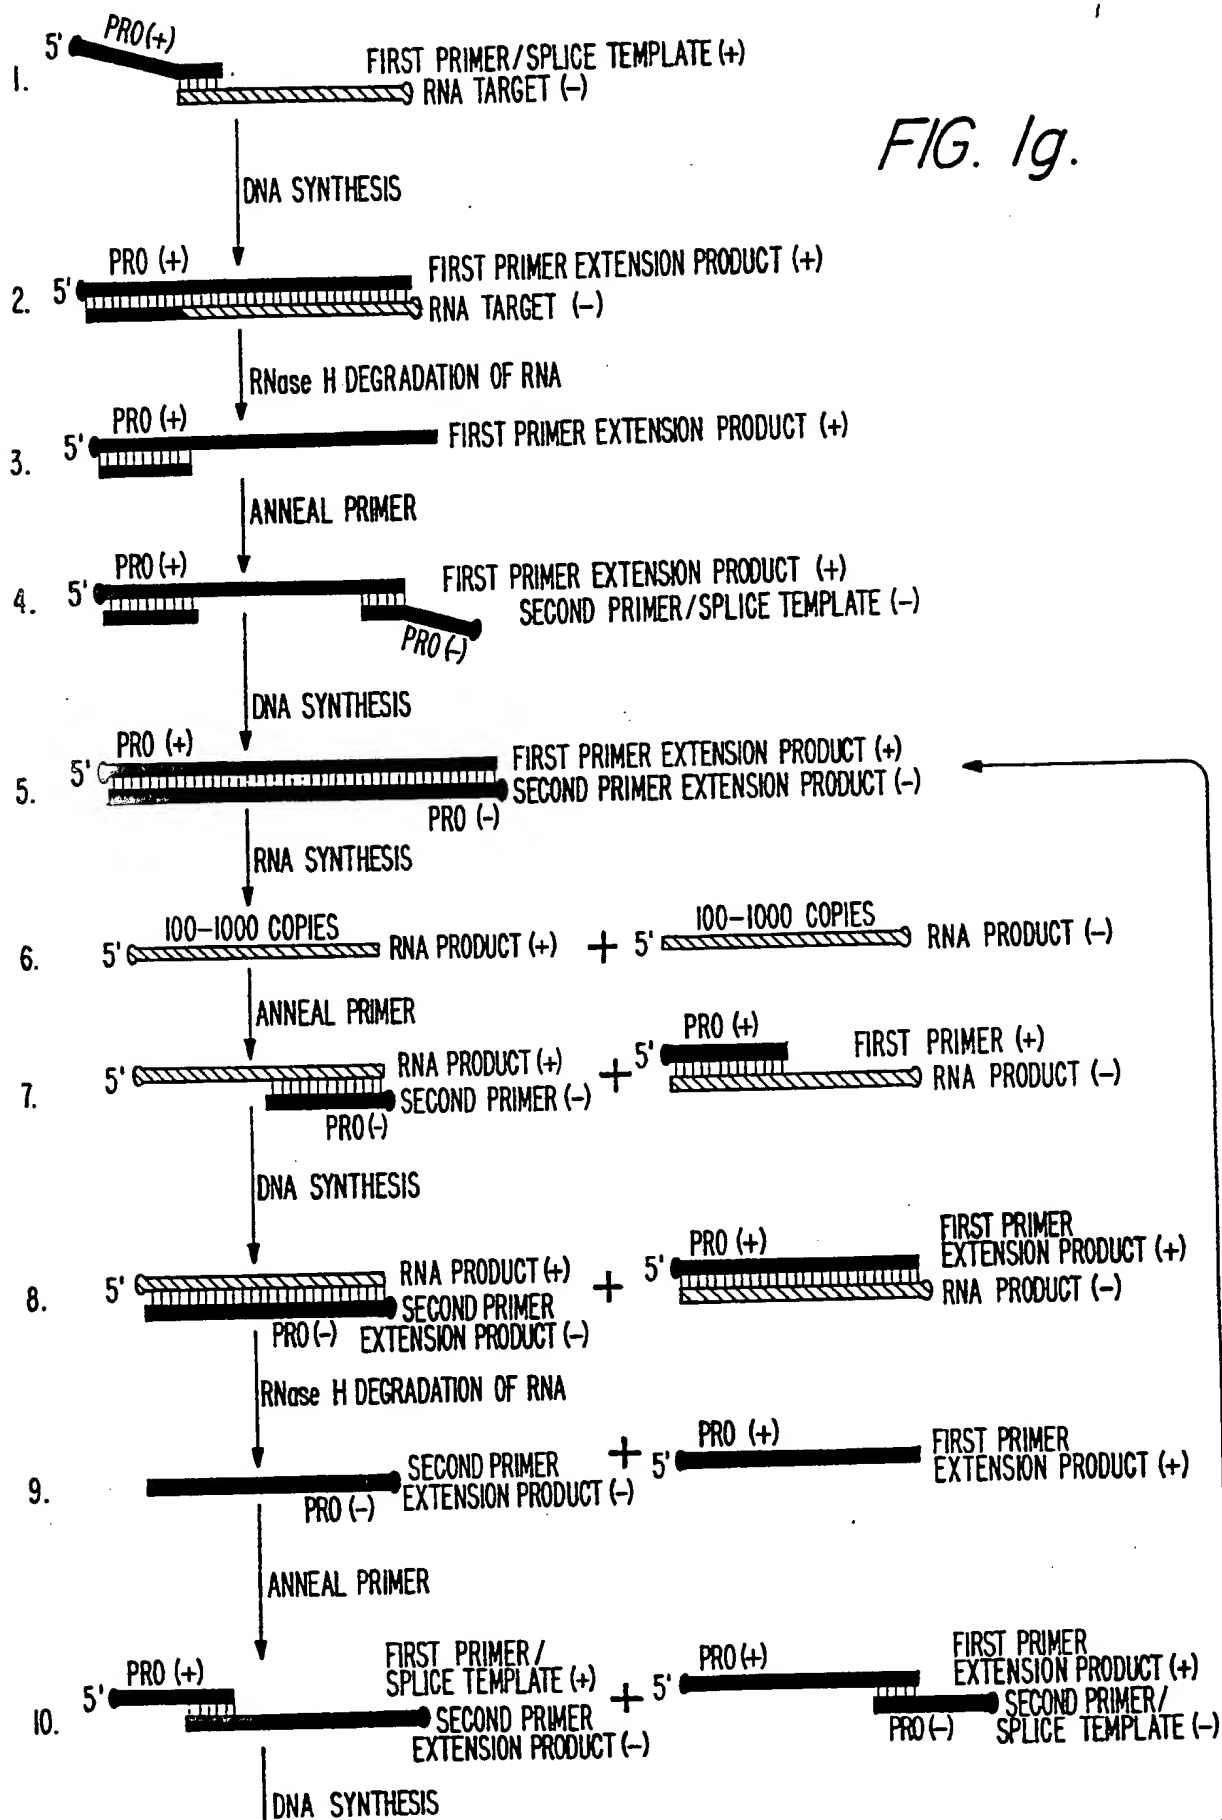 FIG. 1g.
1.
5'
PRO (+)
FIRST PRIMER/SPLICE TEMPLATE (+)
RNA TARGET (-)
DNA SYNTHESIS
2.
5'
PRO (+)
FIRST PRIMER EXTENSION PRODUCT (+)
RNA TARGET (-)
RNase H DEGRADATION OF RNA
3.
5'
PRO (+)
FIRST PRIMER EXTENSION PRODUCT (+)
ANNEAL PRIMER
4.
5'
PRO (+)
FIRST PRIMER EXTENSION PRODUCT (+)
SECOND PRIMER/SPLICE TEMPLATE (-)
PRO (-)
DNA SYNTHESIS
5.
5'
PRO (+)
FIRST PRIMER EXTENSION PRODUCT (+)
SECOND PRIMER EXTENSION PRODUCT (-)
PRO (-)
RNA SYNTHESIS
6.
5'
100-1000 COPIES
RNA PRODUCT (+)
+
5'
100-1000 COPIES
RNA PRODUCT (-)
ANNEAL PRIMER
7.
5'
RNA PRODUCT (+)
SECOND PRIMER (-)
PRO (-)
+
5'
PRO (+)
FIRST PRIMER (+)
RNA PRODUCT (-)
DNA SYNTHESIS
8.
5'
RNA PRODUCT (+)
SECOND PRIMER
EXTENSION PRODUCT (-)
PRO (-)
+
5'
PRO (+)
FIRST PRIMER
EXTENSION PRODUCT (+)
RNA PRODUCT (-)
RNase H DEGRADATION OF RNA
9.
SECOND PRIMER
EXTENSION PRODUCT (-)
PRO (-)
+
5'
PRO (+)
FIRST PRIMER
EXTENSION PRODUCT (+)
ANNEAL PRIMER
10.
5'
PRO (+)
FIRST PRIMER /
SPLICE TEMPLATE (+)
SECOND PRIMER
EXTENSION PRODUCT (-)
+
5'
PRO (+)
FIRST PRIMER
EXTENSION PRODUCT (+)
SECOND PRIMER/
SPLICE TEMPLATE (-)
PRO (-)
DNA SYNTHESIS